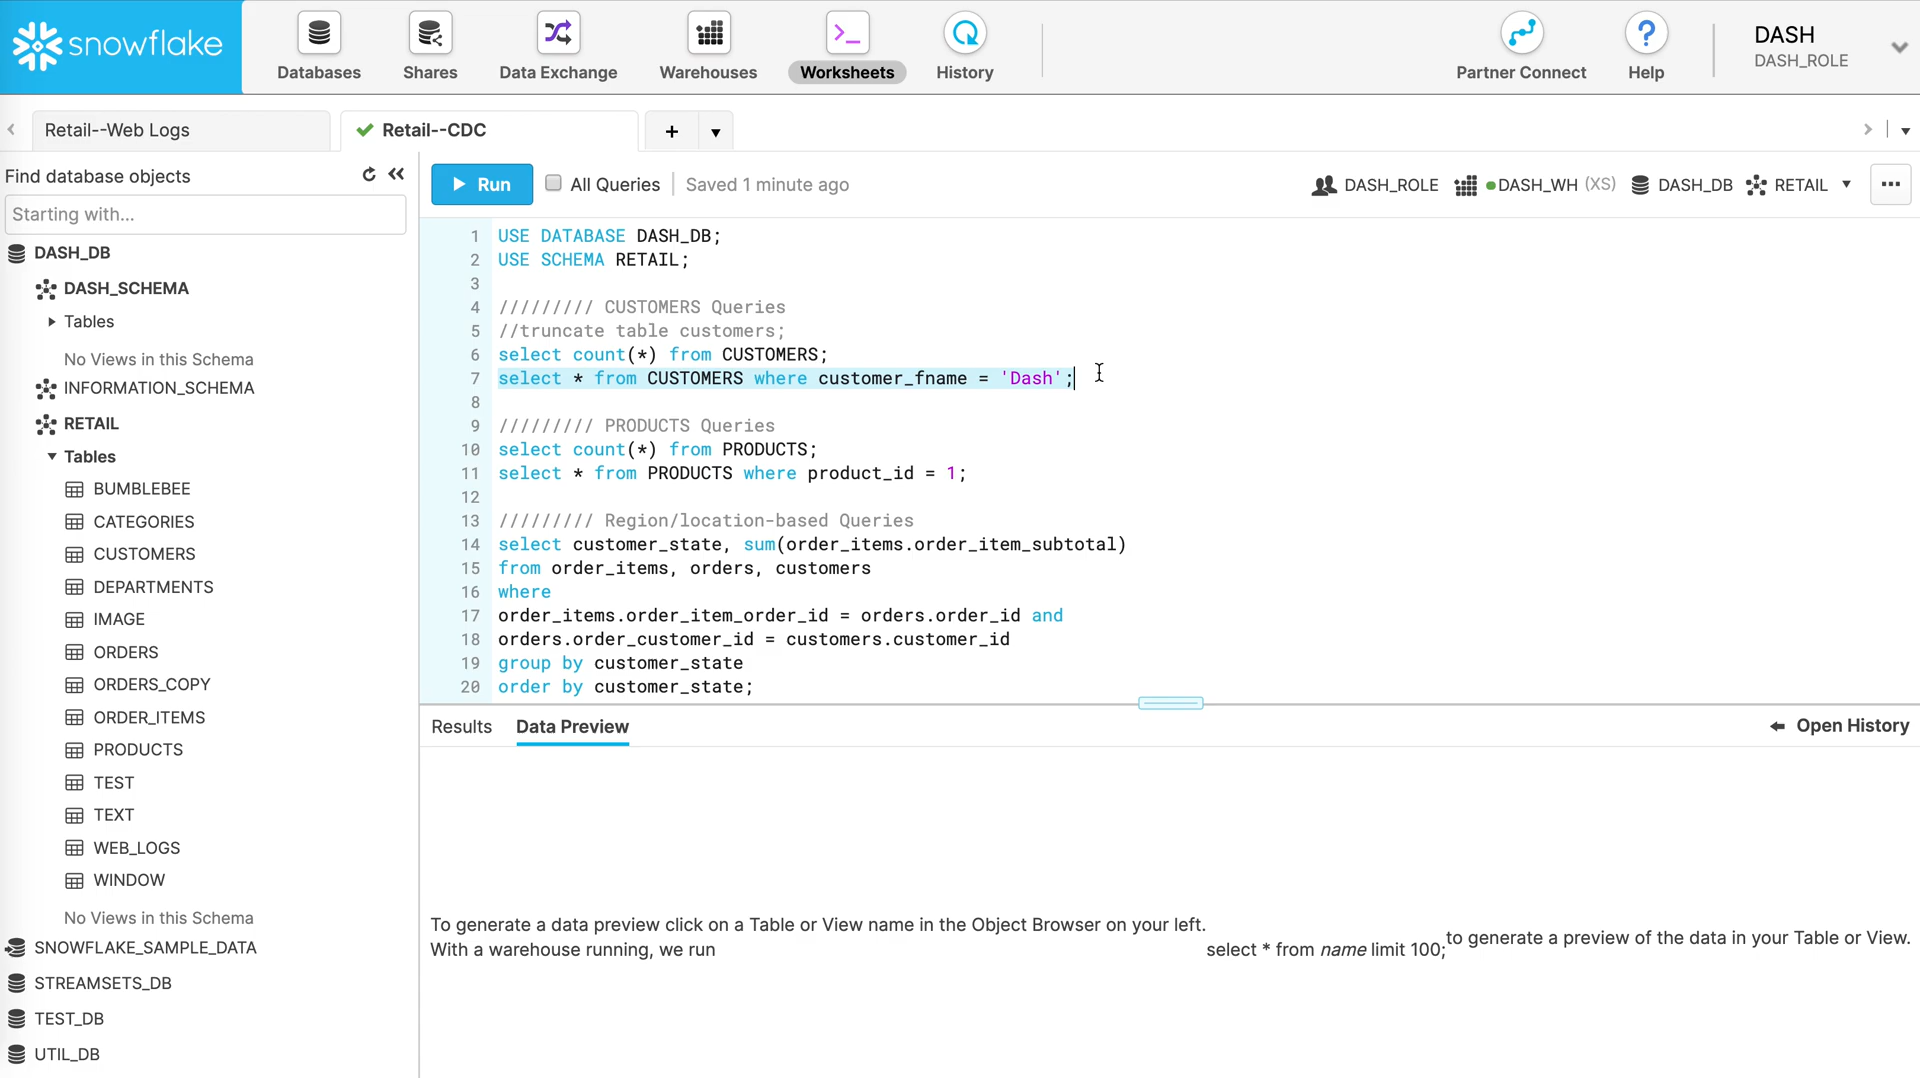 snowflake
Databases
Shares
Data Exchange
Warehouses
Worksheets
History
Partner Connect
Help
DASH
DASH_ROLE
Retail--Web Logs
Retail--CDC
Find database objects
Starting with...
DASH_DB
DASH_SCHEMA
Tables
No Views in this Schema
INFORMATION_SCHEMA
RETAIL
Tables
BUMBLEBEE
CATEGORIES
CUSTOMERS
DEPARTMENTS
IMAGE
ORDERS
ORDERS_COPY
ORDER_ITEMS
PRODUCTS
TEST
TEXT
WEB_LOGS
WINDOW
No Views in this Schema
SNOWFLAKE_SAMPLE_DATA
STREAMSETS_DB
TEST_DB
UTIL_DB
Run
All Queries
Saved 1 minute ago
DASH_ROLE
DASH_WH (XS)
DASH_DB
RETAIL
1 USE DATABASE DASH_DB;
2 USE SCHEMA RETAIL;
3
4 ///////// CUSTOMERS Queries
5 //truncate table customers;
6 select count(*) from CUSTOMERS;
7 select * from CUSTOMERS where customer_fname = 'Dash';
8
9 ///////// PRODUCTS Queries
10 select count(*) from PRODUCTS;
11 select * from PRODUCTS where product_id = 1;
12
13 ///////// Region/location-based Queries
14 select customer_state, sum(order_items.order_item_subtotal)
15 from order_items, orders, customers
16 where
17 order_items.order_item_order_id = orders.order_id and
18 orders.order_customer_id = customers.customer_id
19 group by customer_state
20 order by customer_state;
Results
Data Preview
Open History
To generate a data preview click on a Table or View name in the Object Browser on your left.
With a warehouse running, we run
select * from name limit 100;
to generate a preview of the data in your Table or View.